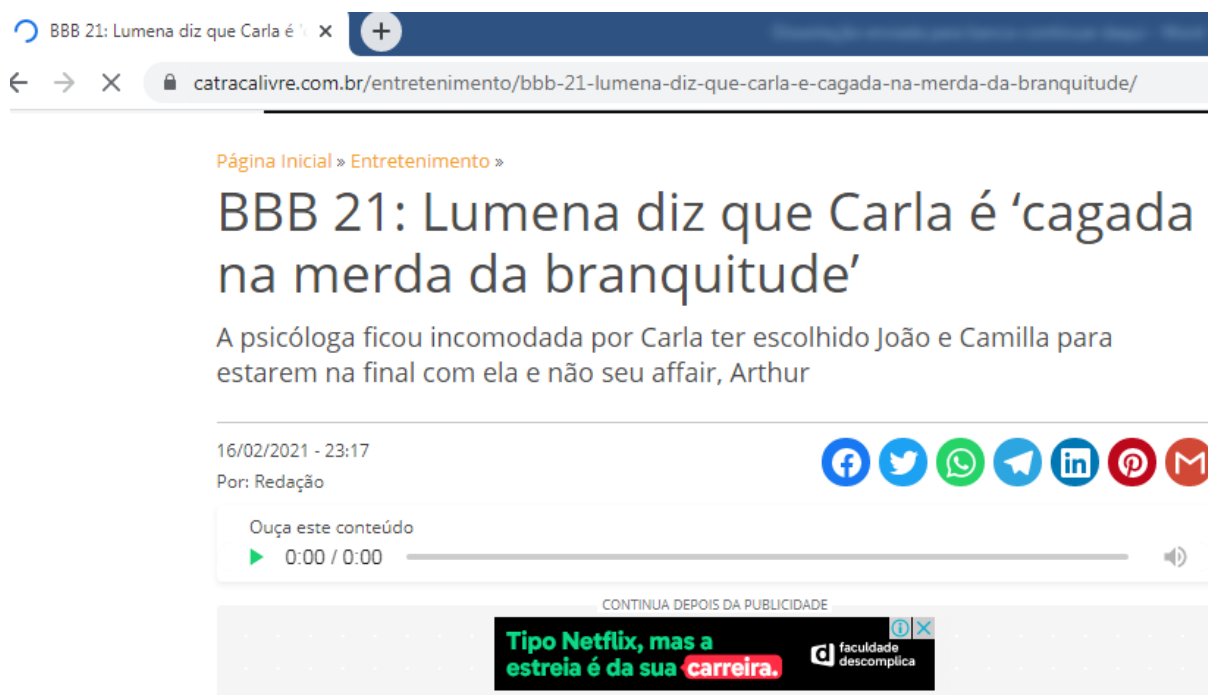 BBB 21: Lumena diz que Carla é
catracalivre.com.br/entretenimento/bbb-21-lumena-diz-que-carla-e-cagada-na-merda-da-branquitude/
Página Inicial » Entretenimento »
BBB 21: Lumena diz que Carla é ‘cagada
na merda da branquitude’
A psicóloga ficou incomodada por Carla ter escolhido João e Camilla para
estarem na final com ela e não seu affair, Arthur
16/02/2021 - 23:17
Por: Redação
Ouça este conteúdo
0:00 / 0:00
CONTINUA DEPOIS DA PUBLICIDADE
Tipo Netflix, mas a
estreia é da sua carreira.
faculdade
descomplica